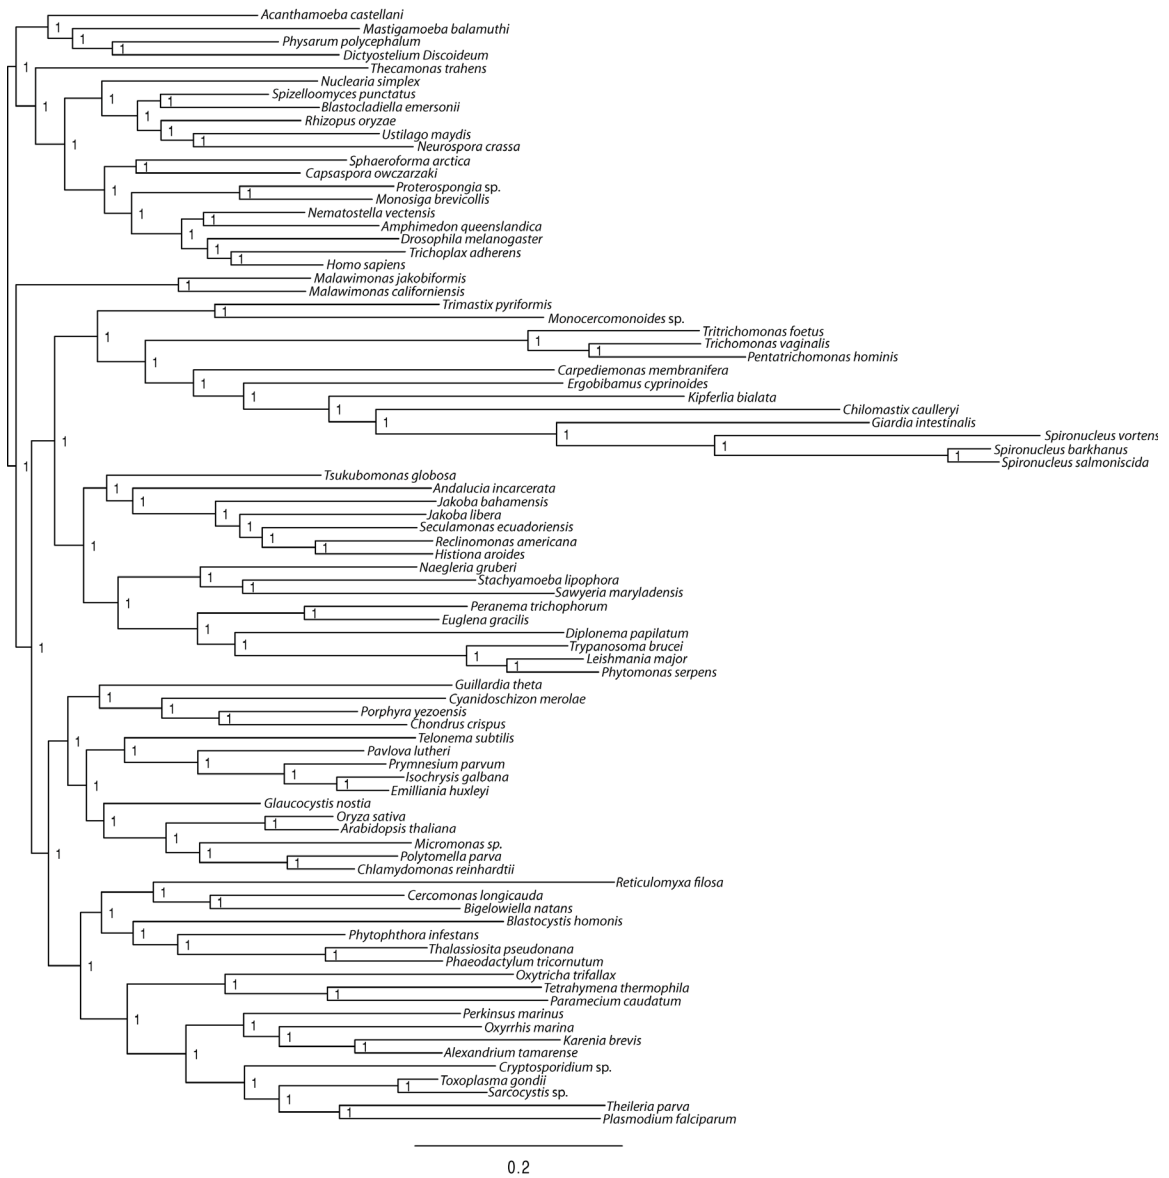 Acanthamoeba castellani
1
Mastigamoeba balamuthi
1
Physarum polycephalum
1
Dictyostelium Discoideum
1
Thecamonas trahens
Nuclearia simplex
1
Spizelloomyces punctatus
1
1
Blastocladiella emersonii
1
Rhizopus oryzae
1
Ustilago maydis
1
1
Neurospora crassa
Sphaeroforma arctica
1
Capsaspora owczarzaki
1
Proterospongia sp.
1
Monosiga brevicollis
1
Nematostella vectensis
1
Amphimedon queenslandica
1
Drosophila melanogaster
1
Trichoplax adherens
1
Homo sapiens
Malawimonas jakobiformis
1
Malawimonas californiensis
Trimastix pyriformis
1
Monocercomonoides sp.
1
Tritrichomonas foetus
1
Trichomonas vaginalis
1
Pentatrichomonas hominis
1
Carpediemonas membranifera
1
Ergobibamus cyprinoides
1
Kipferlia bialata
1
Chilomastix caulleryi
1
Giardia intestinalis
1
Spironucleus vortens
1
1
Spironucleus barkhanus
1
Spironucleus salmoniscida
1
Tsukubomonas globosa
1
Andalucia incarcerata
1
Jakoba bahamensis
1
Jakoba libera
1
Seculamonas ecuadoriensis
1
Reclinomonas americana
1
Histiona aroides
1
Naegleria gruberi
1
Stachyamoeba lipophora
1
Sawyeria maryladensis
1
Peranema trichophorum
1
Euglena gracilis
1
Diplonema papilatum
1
1
Trypanosoma brucei
1
Leishmania major
1
Phytomonas serpens
Guillardia theta
1
Cyanidoschizon merolae
1
Porphyra yezoensis
1
Chondrus crispus
1
Telonema subtilis
1
Pavlova lutheri
1
Prymnesium parvum
1
Isochrysis galbana
1
1
Emilliania huxleyi
Glaucocystis nostia
1
Oryza sativa
1
Arabidopsis thaliana
1
Micromonas sp.
1
1
Polytomella parva
1
Chlamydomonas reinhardtii
Reticulomyxa filosa
1
Cercomonas longicauda
1
Bigelowiella natans
1
Blastocystis homonis
1
Phytophthora infestans
1
Thalassiosita pseudonana
1
Phaeodactylum tricornutum
1
Oxytricha trifallax
1
Tetrahymena thermophila
1
Paramecium caudatum
Perkinsus marinus
1
1
Oxyrrhis marina
1
Karenia brevis
1
Alexandrium tamarense
1
Cryptosporidium sp.
1
Toxoplasma gondii
1
Sarcocystis sp.
1
Theileria parva
1
Plasmodium falciparum
0.2